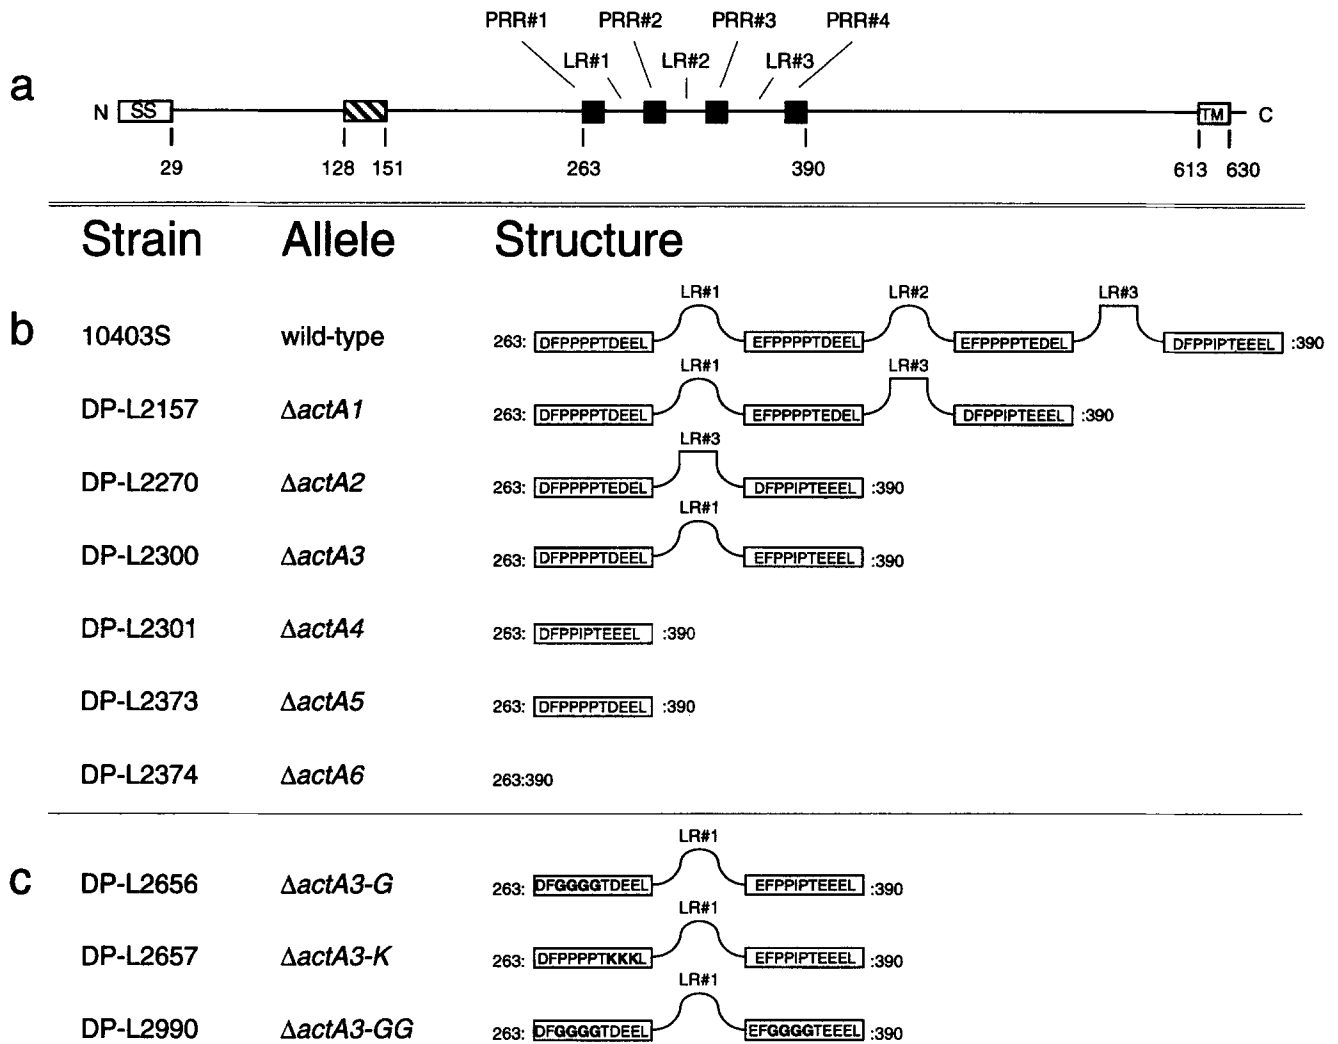 PRR#1 PRR#2 PRR#3 PRR#4
LR#1 LR#2 LR#3
a
N SS TM C
29 128 151 263 390 613 630
Strain Allele Structure
LR#1 LR#2 LR#3
b 10403S wild-type 263: DFPPPPTDEEL EFPPPPTDEEL EFPPPPTEDEL DFPPIPTEEEL :390
LR#1 LR#3
DP-L2157 ΔactA1 263: DFPPPPTDEEL EFPPPPTEDEL DFPPIPTEEEL :390
LR#3
DP-L2270 ΔactA2 263: DFPPPPTEDEL DFPPIPTEEEL :390
LR#1
DP-L2300 ΔactA3 263: DFPPPPTDEEL EFPPIPTEEEL :390
DP-L2301 ΔactA4 263: DFPPIPTEEEL :390
DP-L2373 ΔactA5 263: DFPPPPTDEEL :390
DP-L2374 ΔactA6 263:390
LR#1
c DP-L2656 ΔactA3-G 263: DFGGGGTDEEL EFPPIPTEEEL :390
LR#1
DP-L2657 ΔactA3-K 263: DFPPPPTKKKL EFPPIPTEEEL :390
LR#1
DP-L2990 ΔactA3-GG 263: DFGGGGTDEEL EFGGGGTEEEL :390